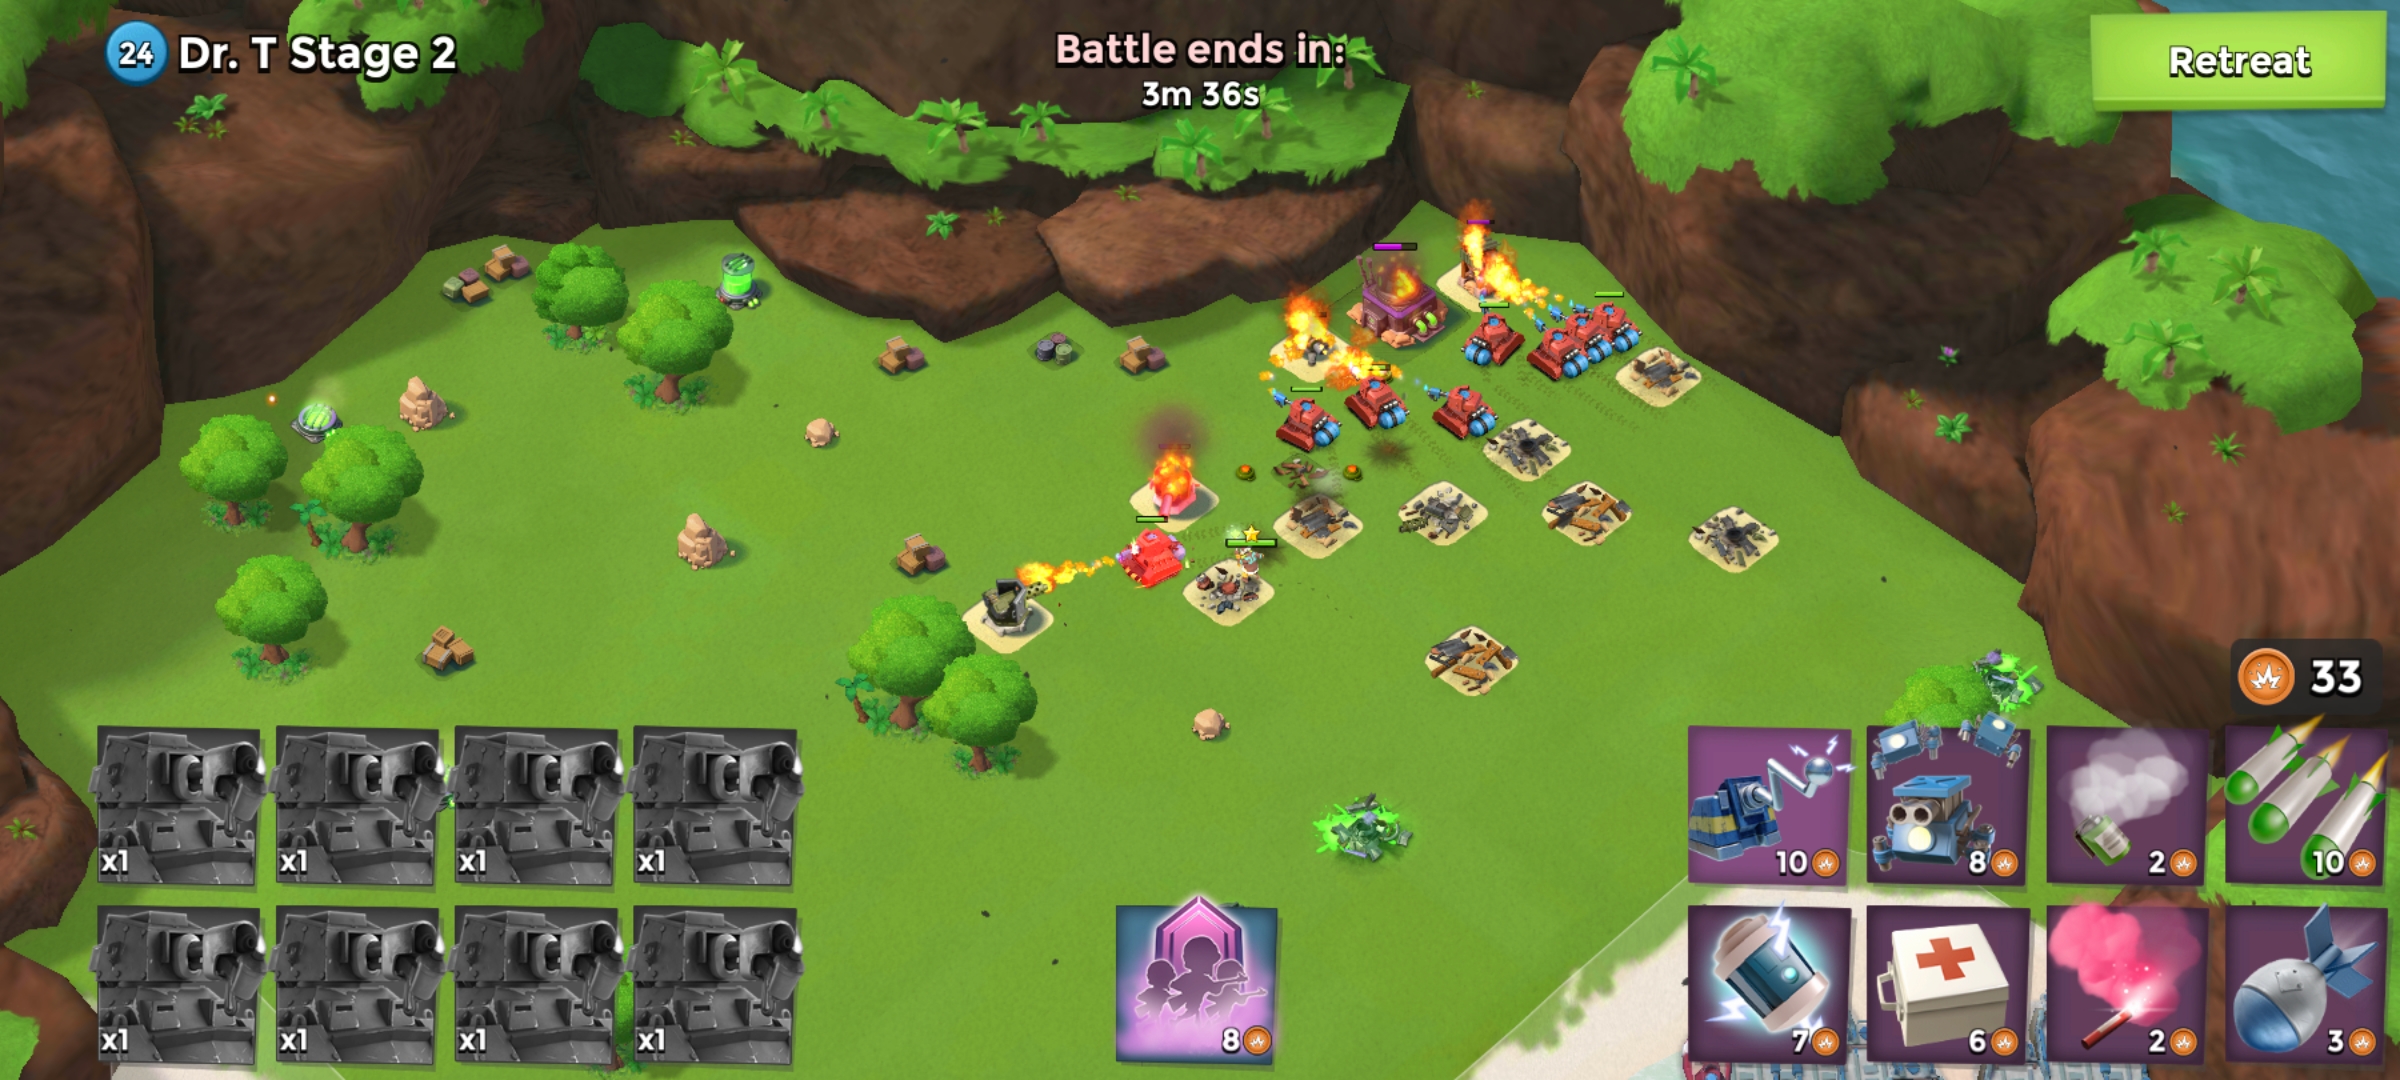 24 Dr. T Stage 2
Battle ends in:
3m 36s
Retreat
33
x1 x1 x1 x1
10 8 2 10
x1 x1 x1 x1
8
7 6 2 3